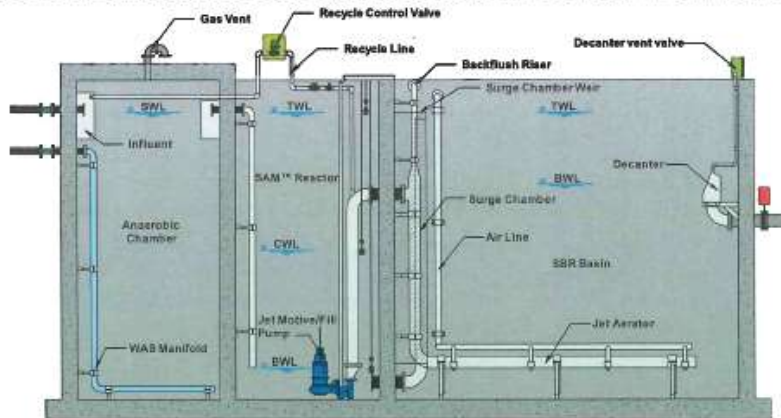 Gas Vent
Recycle Control Valve
Recycle Line
Backflush Riser
Decanter vent valve
Surge Chamber Weir
SWL
TWL
TWL
Influent
Decanter
SAM™ Reactor
BWL
Surge Chamber
Anaerobic
Chamber
Air Line
CWL
SBR Basin
Jet Motive/Fill
Pump
Jet Aerator
WAS Manifold
BWL